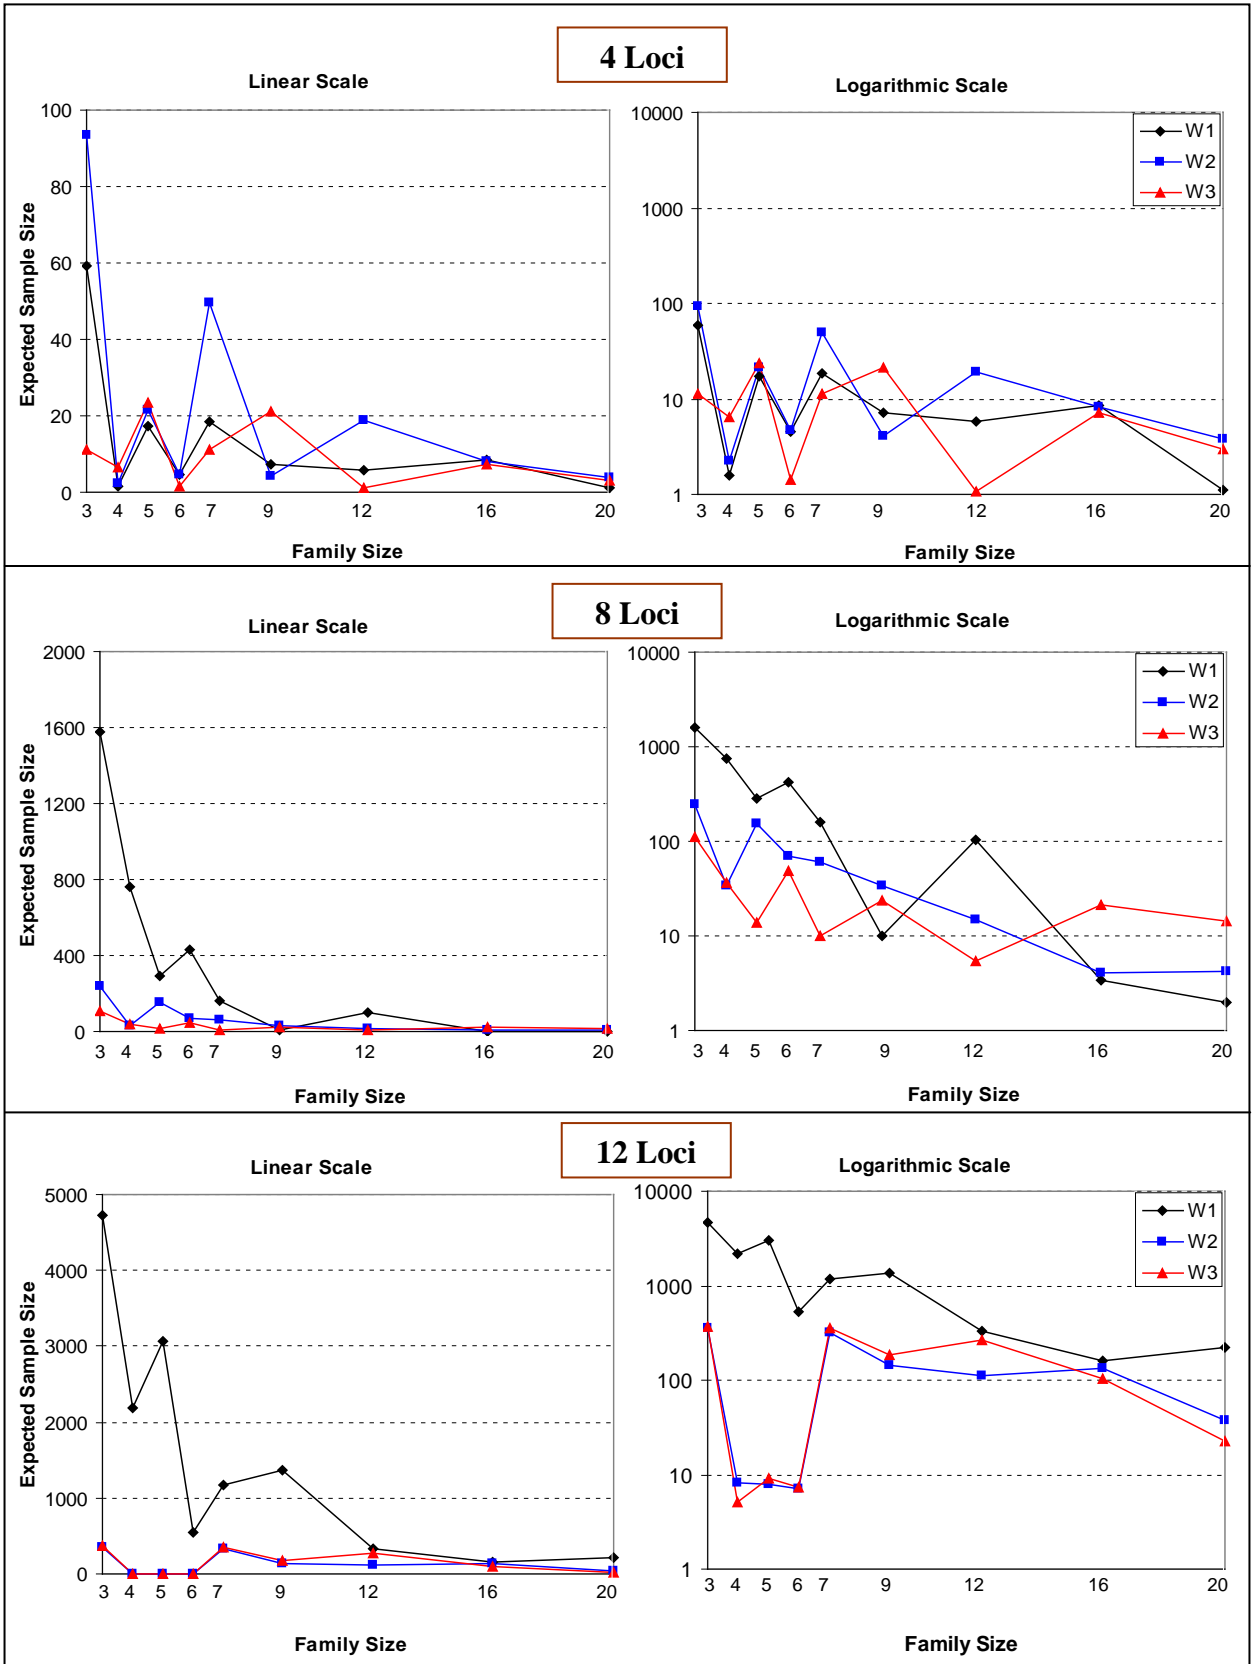 4 Loci
Linear Scale
Expected Sample Size
100
80
60
40
20
0
3 4 5 6 7 9 12 16 20
Family Size
Logarithmic Scale
10000
1000
100
10
1
3 4 5 6 7 9 12 16 20
Family Size
W1
W2
W3
8 Loci
Linear Scale
Expected Sample Size
2000
1600
1200
800
400
0
3 4 5 6 7 9 12 16 20
Family Size
Logarithmic Scale
10000
1000
100
10
1
3 4 5 6 7 9 12 16 20
Family Size
W1
W2
W3
12 Loci
Linear Scale
Expected Sample Size
5000
4000
3000
2000
1000
0
3 4 5 6 7 9 12 16 20
Family Size
Logarithmic Scale
10000
1000
100
10
1
3 4 5 6 7 9 12 16 20
Family Size
W1
W2
W3